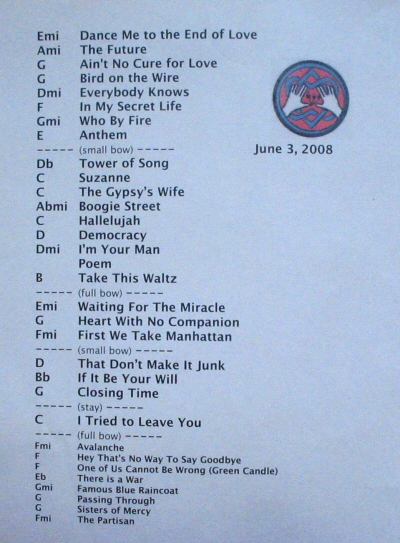 Emi Dance Me to the End of Love
Ami The Future
G Ain't No Cure for Love
G Bird on the Wire
Dmi Everybody Knows
F In My Secret Life
Gmi Who By Fire
E Anthem
----- (small bow) -----
June 3, 2008
Db Tower of Song
C Suzanne
C The Gypsy's Wife
Abmi Boogie Street
C Hallelujah
D Democracy
Dmi I'm Your Man
Poem
B Take This Waltz
----- (full bow) -----
Emi Waiting For The Miracle
G Heart With No Companion
Fmi First We Take Manhattan
----- (small bow) -----
D That Don't Make It Junk
Bb If It Be Your Will
G Closing Time
----- (stay) -----
C I Tried to Leave You
----- (full bow) -----
Fmi Avalanche
F Hey That's No Way To Say Goodbye
F One of Us Cannot Be Wrong (Green Candle)
Eb There is a War
Gmi Famous Blue Raincoat
G Passing Through
G Sisters of Mercy
Fmi The Partisan